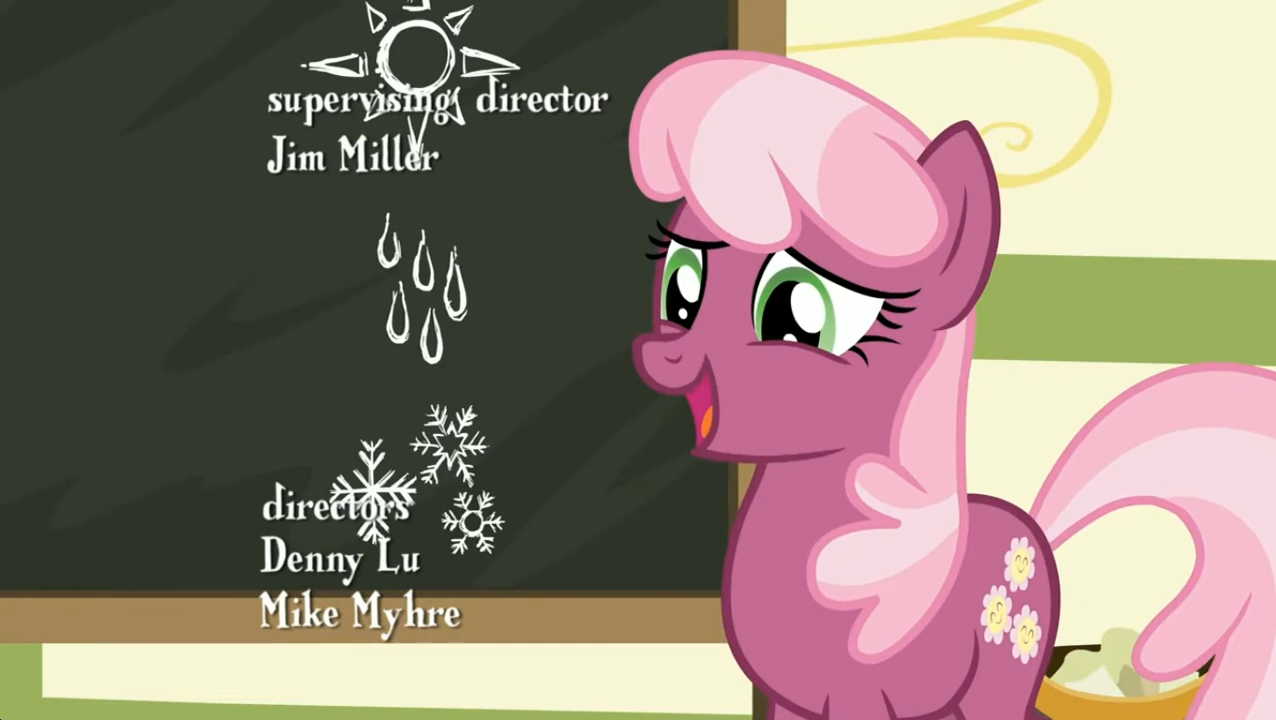 supervising director
Jim Miller
directors
Denny Lu
Mike Myhre